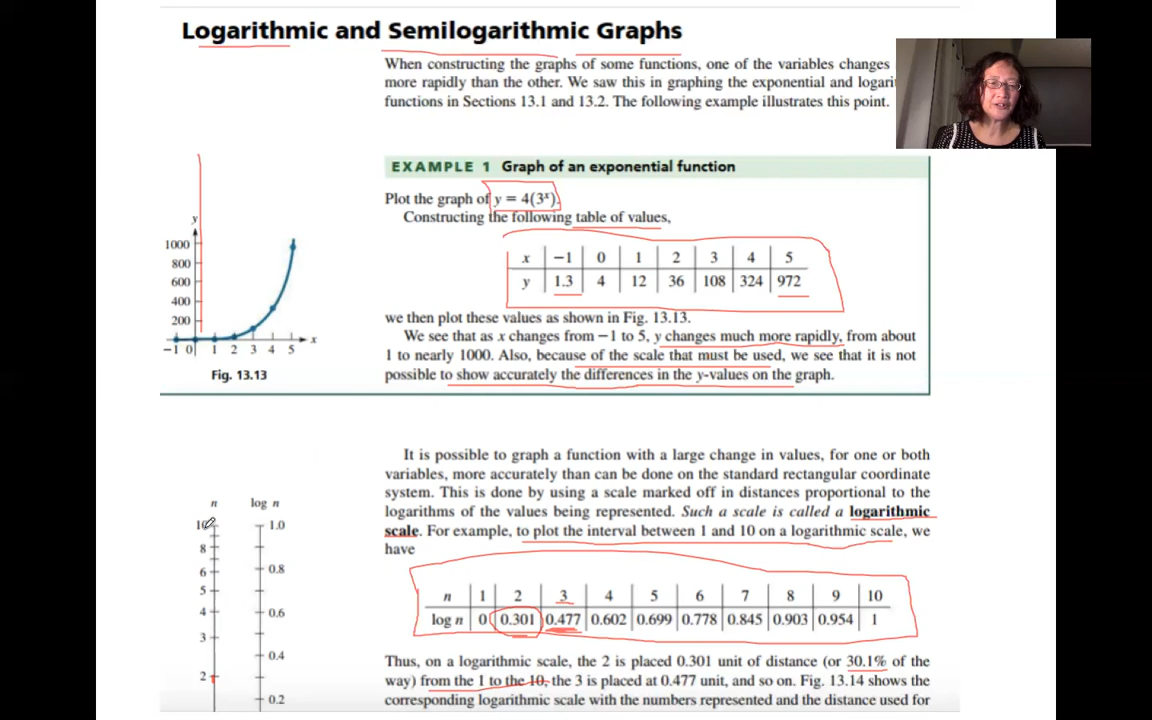 Logarithmic and Semilogarithmic Graphs
When constructing the graphs of some functions, one of the variables changes
more rapidly than the other. We saw this in graphing the exponential and logari
functions in Sections 13.1 and 13.2. The following example illustrates this point.
EXAMPLE 1 Graph of an exponential function
Plot the graph of y = 4(3ˣ).
Constructing the following table of values,
x −1 0 1 2 3 4 5
y 1.3 4 12 36 108 324 972
we then plot these values as shown in Fig. 13.13.
We see that as x changes from −1 to 5, y changes much more rapidly, from about
1 to nearly 1000. Also, because of the scale that must be used, we see that it is not
possible to show accurately the differences in the y-values on the graph.
y
1000
800
600
400
200
−1 0 1 2 3 4 5 x
Fig. 13.13
It is possible to graph a function with a large change in values, for one or both
variables, more accurately than can be done on the standard rectangular coordinate
system. This is done by using a scale marked off in distances proportional to the
logarithms of the values being represented. Such a scale is called a logarithmic
scale. For example, to plot the interval between 1 and 10 on a logarithmic scale, we
have
n 1 2 3 4 5 6 7 8 9 10
log n 0 0.301 0.477 0.602 0.699 0.778 0.845 0.903 0.954 1
Thus, on a logarithmic scale, the 2 is placed 0.301 unit of distance (or 30.1% of the
way) from the 1 to the 10, the 3 is placed at 0.477 unit, and so on. Fig. 13.14 shows the
corresponding logarithmic scale with the numbers represented and the distance used for
n log n
10 1.0
8
0.8
6
5
4 0.6
3
0.4
2
0.2